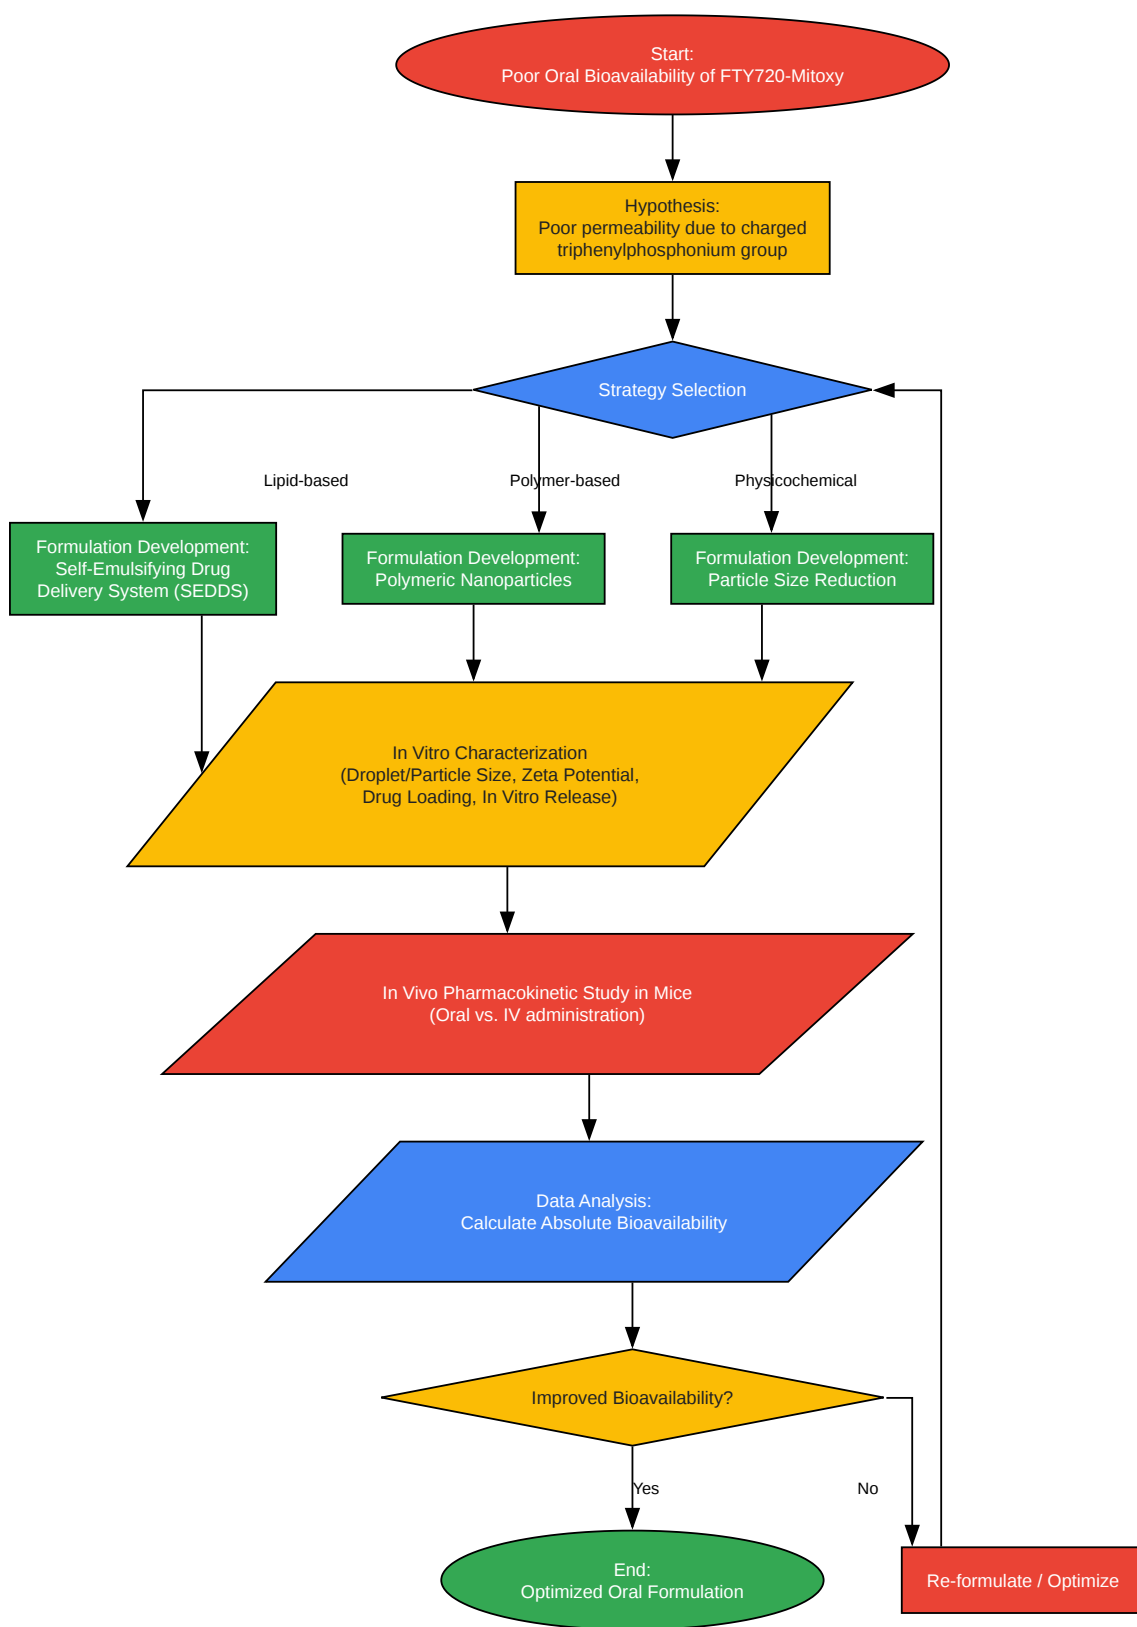 Start:
Poor Oral Bioavailability of FTY720-Mitoxy
Hypothesis:
Poor permeability due to charged
triphenylphosphonium group
Strategy Selection
Lipid-based
Polymer-based
Physicochemical
Formulation Development:
Self-Emulsifying Drug
Delivery System (SEDDS)
Formulation Development:
Polymeric Nanoparticles
Formulation Development:
Particle Size Reduction
In Vitro Characterization
(Droplet/Particle Size, Zeta Potential,
Drug Loading, In Vitro Release)
In Vivo Pharmacokinetic Study in Mice
(Oral vs. IV administration)
Data Analysis:
Calculate Absolute Bioavailability
Improved Bioavailability?
Yes
No
End:
Optimized Oral Formulation
Re-formulate / Optimize